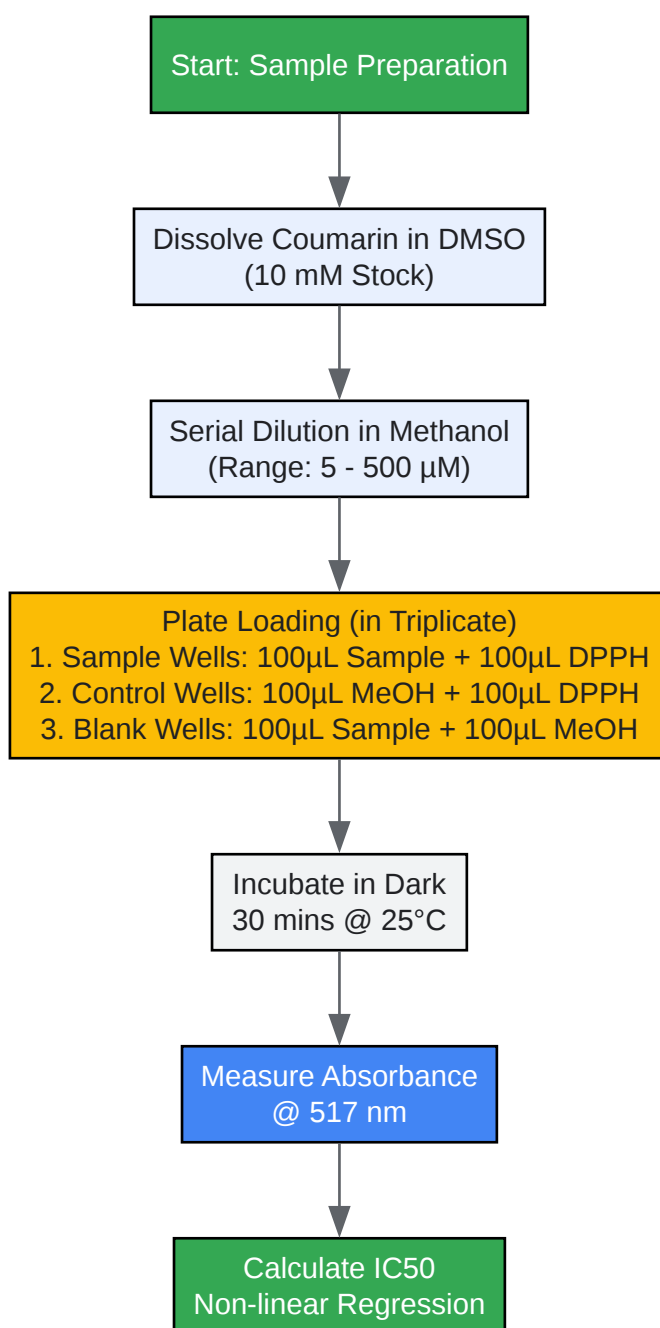 Start: Sample Preparation
Dissolve Coumarin in DMSO
(10 mM Stock)
Serial Dilution in Methanol
(Range: 5 - 500 µM)
Plate Loading (in Triplicate)
1. Sample Wells: 100µL Sample + 100µL DPPH
2. Control Wells: 100µL MeOH + 100µL DPPH
3. Blank Wells: 100µL Sample + 100µL MeOH
Incubate in Dark
30 mins @ 25°C
Measure Absorbance
@ 517 nm
Calculate IC50
Non-linear Regression